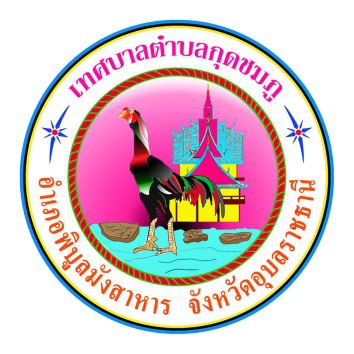 เทศบาลตำบลกุดชมภู
อำเภอพิบูลมังสาหาร จังหวัดอุบลราชธานี